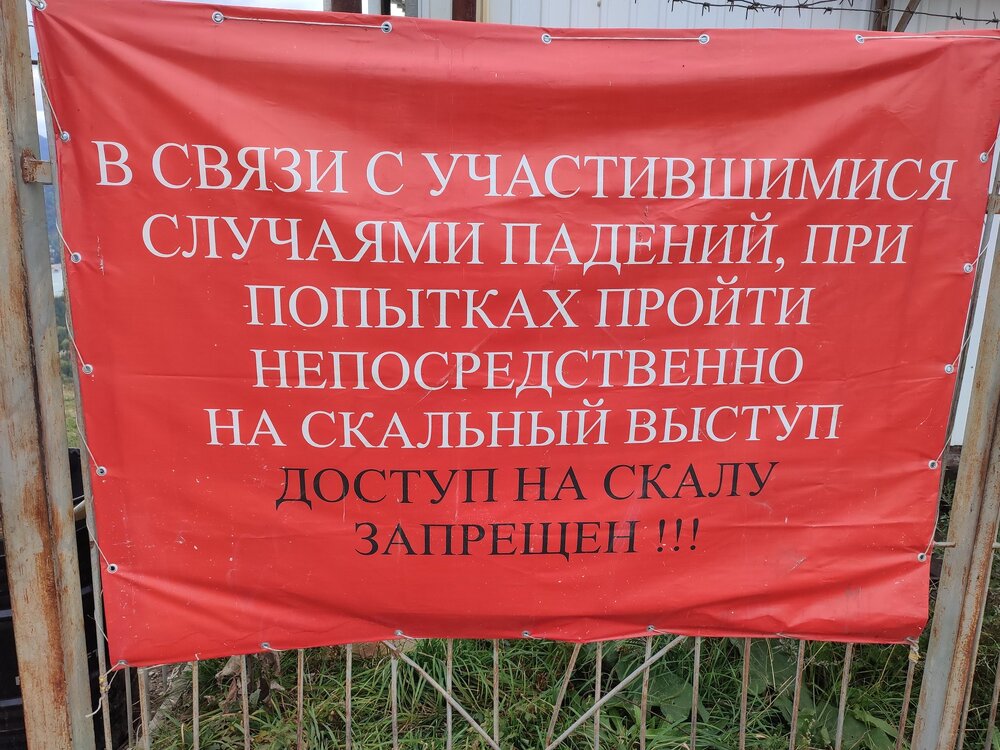 В СВЯЗИ С УЧАСТИВШИМИСЯ
СЛУЧАЯМИ ПАДЕНИЙ, ПРИ
ПОПЫТКАХ ПРОЙТИ
НЕПОСРЕДСТВЕННО
НА СКАЛЬНЫЙ ВЫСТУП
ДОСТУП НА СКАЛУ
ЗАПРЕЩЕН !!!